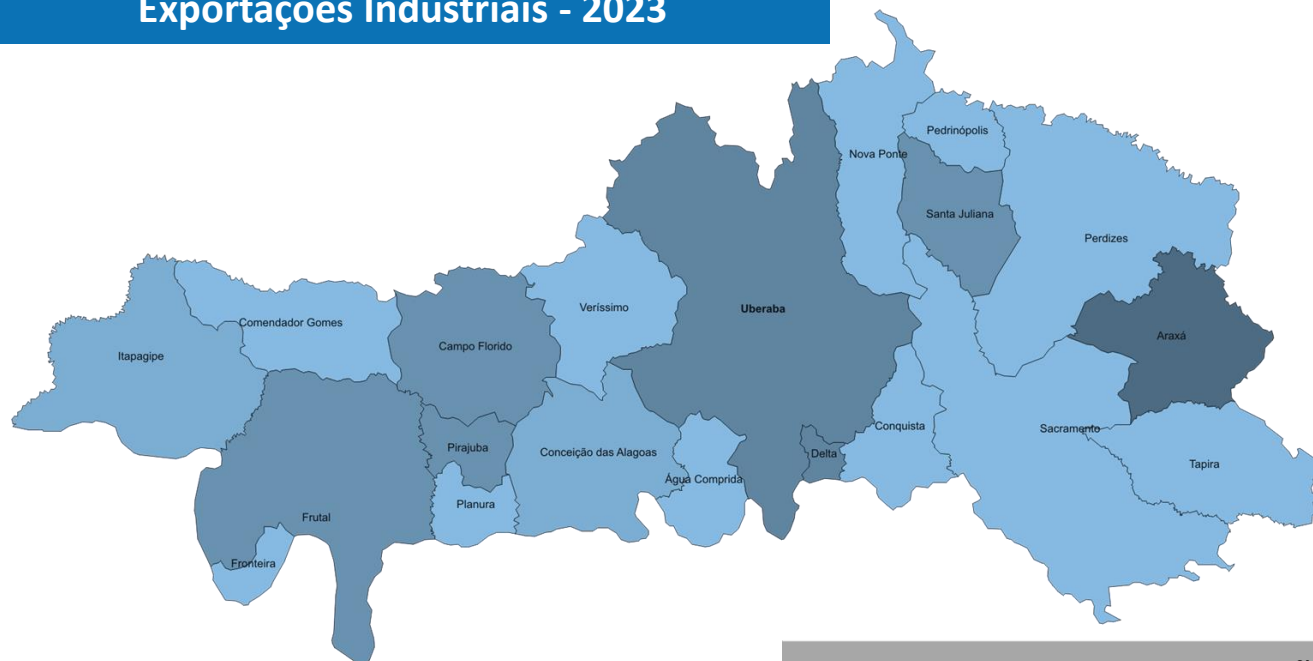 Exportações Industriais - 2023
Pedrinópolis
Nova Ponte
Santa Juliana
Perdizes
Veríssimo
Uberaba
Comendador Gomes
Araxá
Campo Florido
Itapagipe
Conquista
Sacramento
Pirajuba
Conceição das Alagoas
Delta
Tapira
Água Comprida
Planura
Frutal
Fronteira